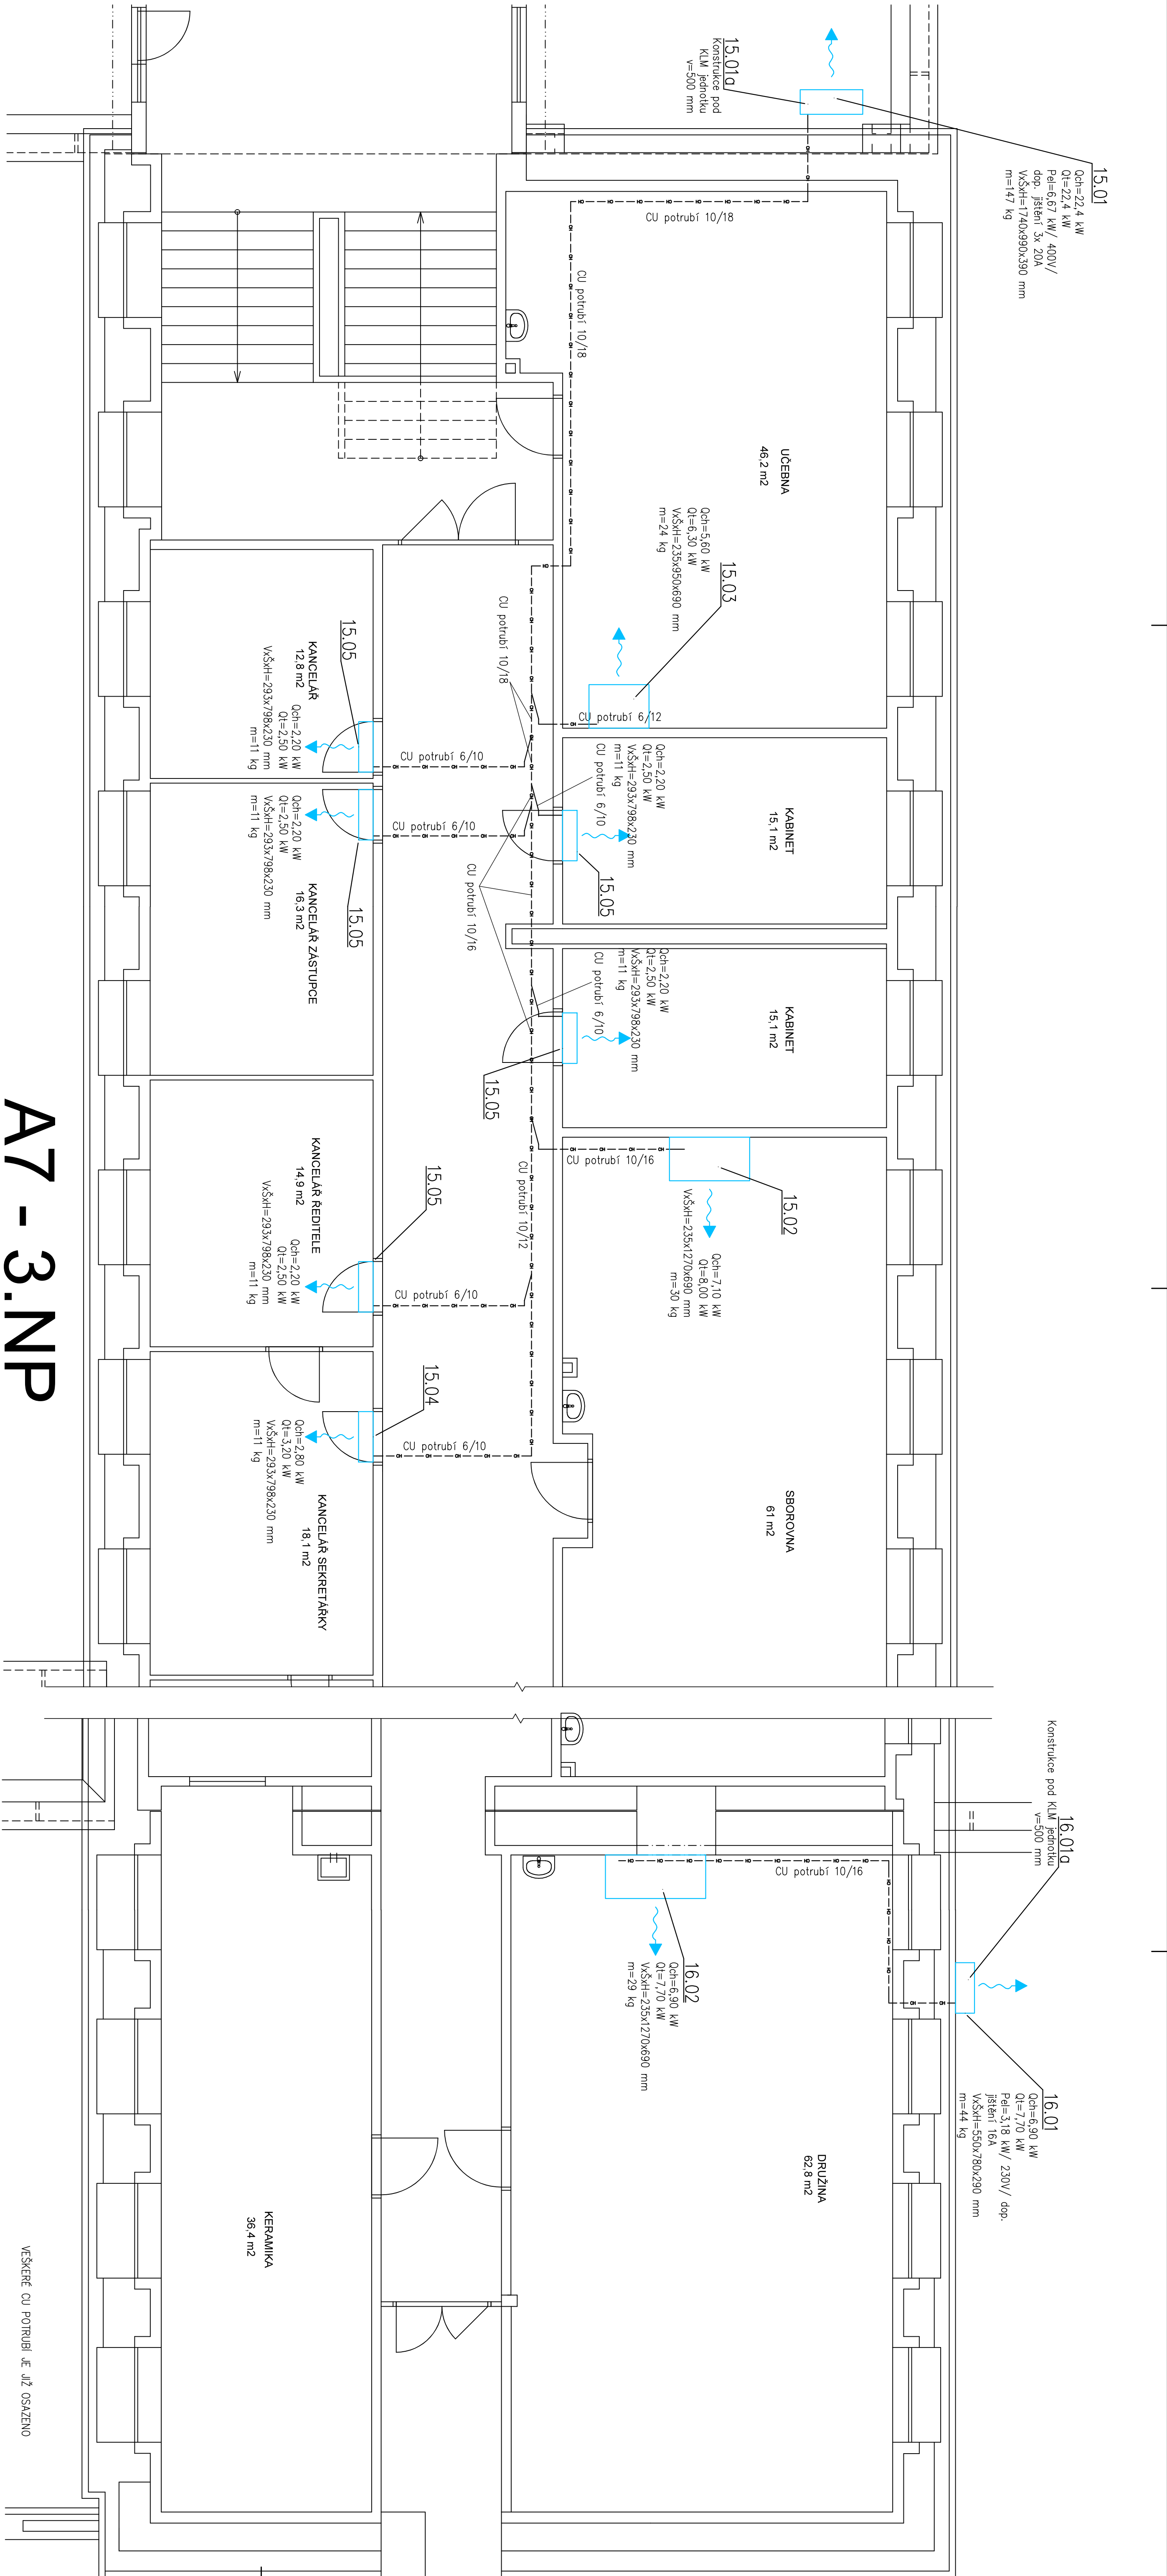 15.01
Qch=22,4 kW
Qt=22,4 kW
Pel=6,67 kW/ 400V/
dop. jištění 3x 20A
VxŠxH=1740x990x390 mm
m=147 kg
15.01a
Konstrukce pod
KLM jednotku
v=500 mm
CU potrubí 10/18
CU potrubí 10/18
UČEBNA
46,2 m2
15.03
Qch=5,60 kW
Qt=6,30 kW
VxŠxH=235x950x690 mm
m=24 kg
CU potrubí 6/12
CU potrubí 10/18
KANCELÁŘ
12,8 m2
15.05
Qch=2,20 kW
Qt=2,50 kW
VxŠxH=293x798x230 mm
m=11 kg
CU potrubí 6/10
KABINET
15,1 m2
Qch=2,20 kW
Qt=2,50 kW
VxŠxH=293x798x230 mm
m=11 kg
CU potrubí 6/10
15.05
CU potrubí 6/10
Qch=2,20 kW
Qt=2,50 kW
VxŠxH=293x798x230 mm
m=11 kg
15.05
KANCELÁŘ ZÁSTUPCE
16,3 m2
CU potrubí 10/16
KABINET
15,1 m2
Qch=2,20 kW
Qt=2,50 kW
VxŠxH=293x798x230 mm
m=11 kg
CU potrubí 6/10
15.05
CU potrubí 10/16
15.02
Qch=7,10 kW
Qt=8,00 kW
VxŠxH=235x1270x690 mm
m=30 kg
CU potrubí 10/12
15.05
KANCELÁŘ ŘEDITELE
14,9 m2
Qch=2,20 kW
Qt=2,50 kW
VxŠxH=293x798x230 mm
m=11 kg
CU potrubí 6/10
15.04
CU potrubí 6/10
Qch=2,80 kW
Qt=3,20 kW
VxŠxH=293x798x230 mm
m=11 kg
KANCELÁŘ SEKRETÁŘKY
18,1 m2
SBOROVNA
61 m2
A7 - 3.NP
16.01a
Konstrukce pod KLM jednotku
v=500 mm
CU potrubí 10/16
16.02
Qch=6,90 kW
Qt=7,70 kW
VxŠxH=235x1270x690 mm
m=29 kg
16.01
Qch=6,90 kW
Qt=7,70 kW
Pel=3,18 kW/ 230V/ dop.
jištění 16A
VxŠxH=550x780x290 mm
m=44 kg
DRUŽINA
62,8 m2
KERAMIKA
36,4 m2
VEŠKERÉ CU POTRUBÍ JE JIŽ OSAZENO